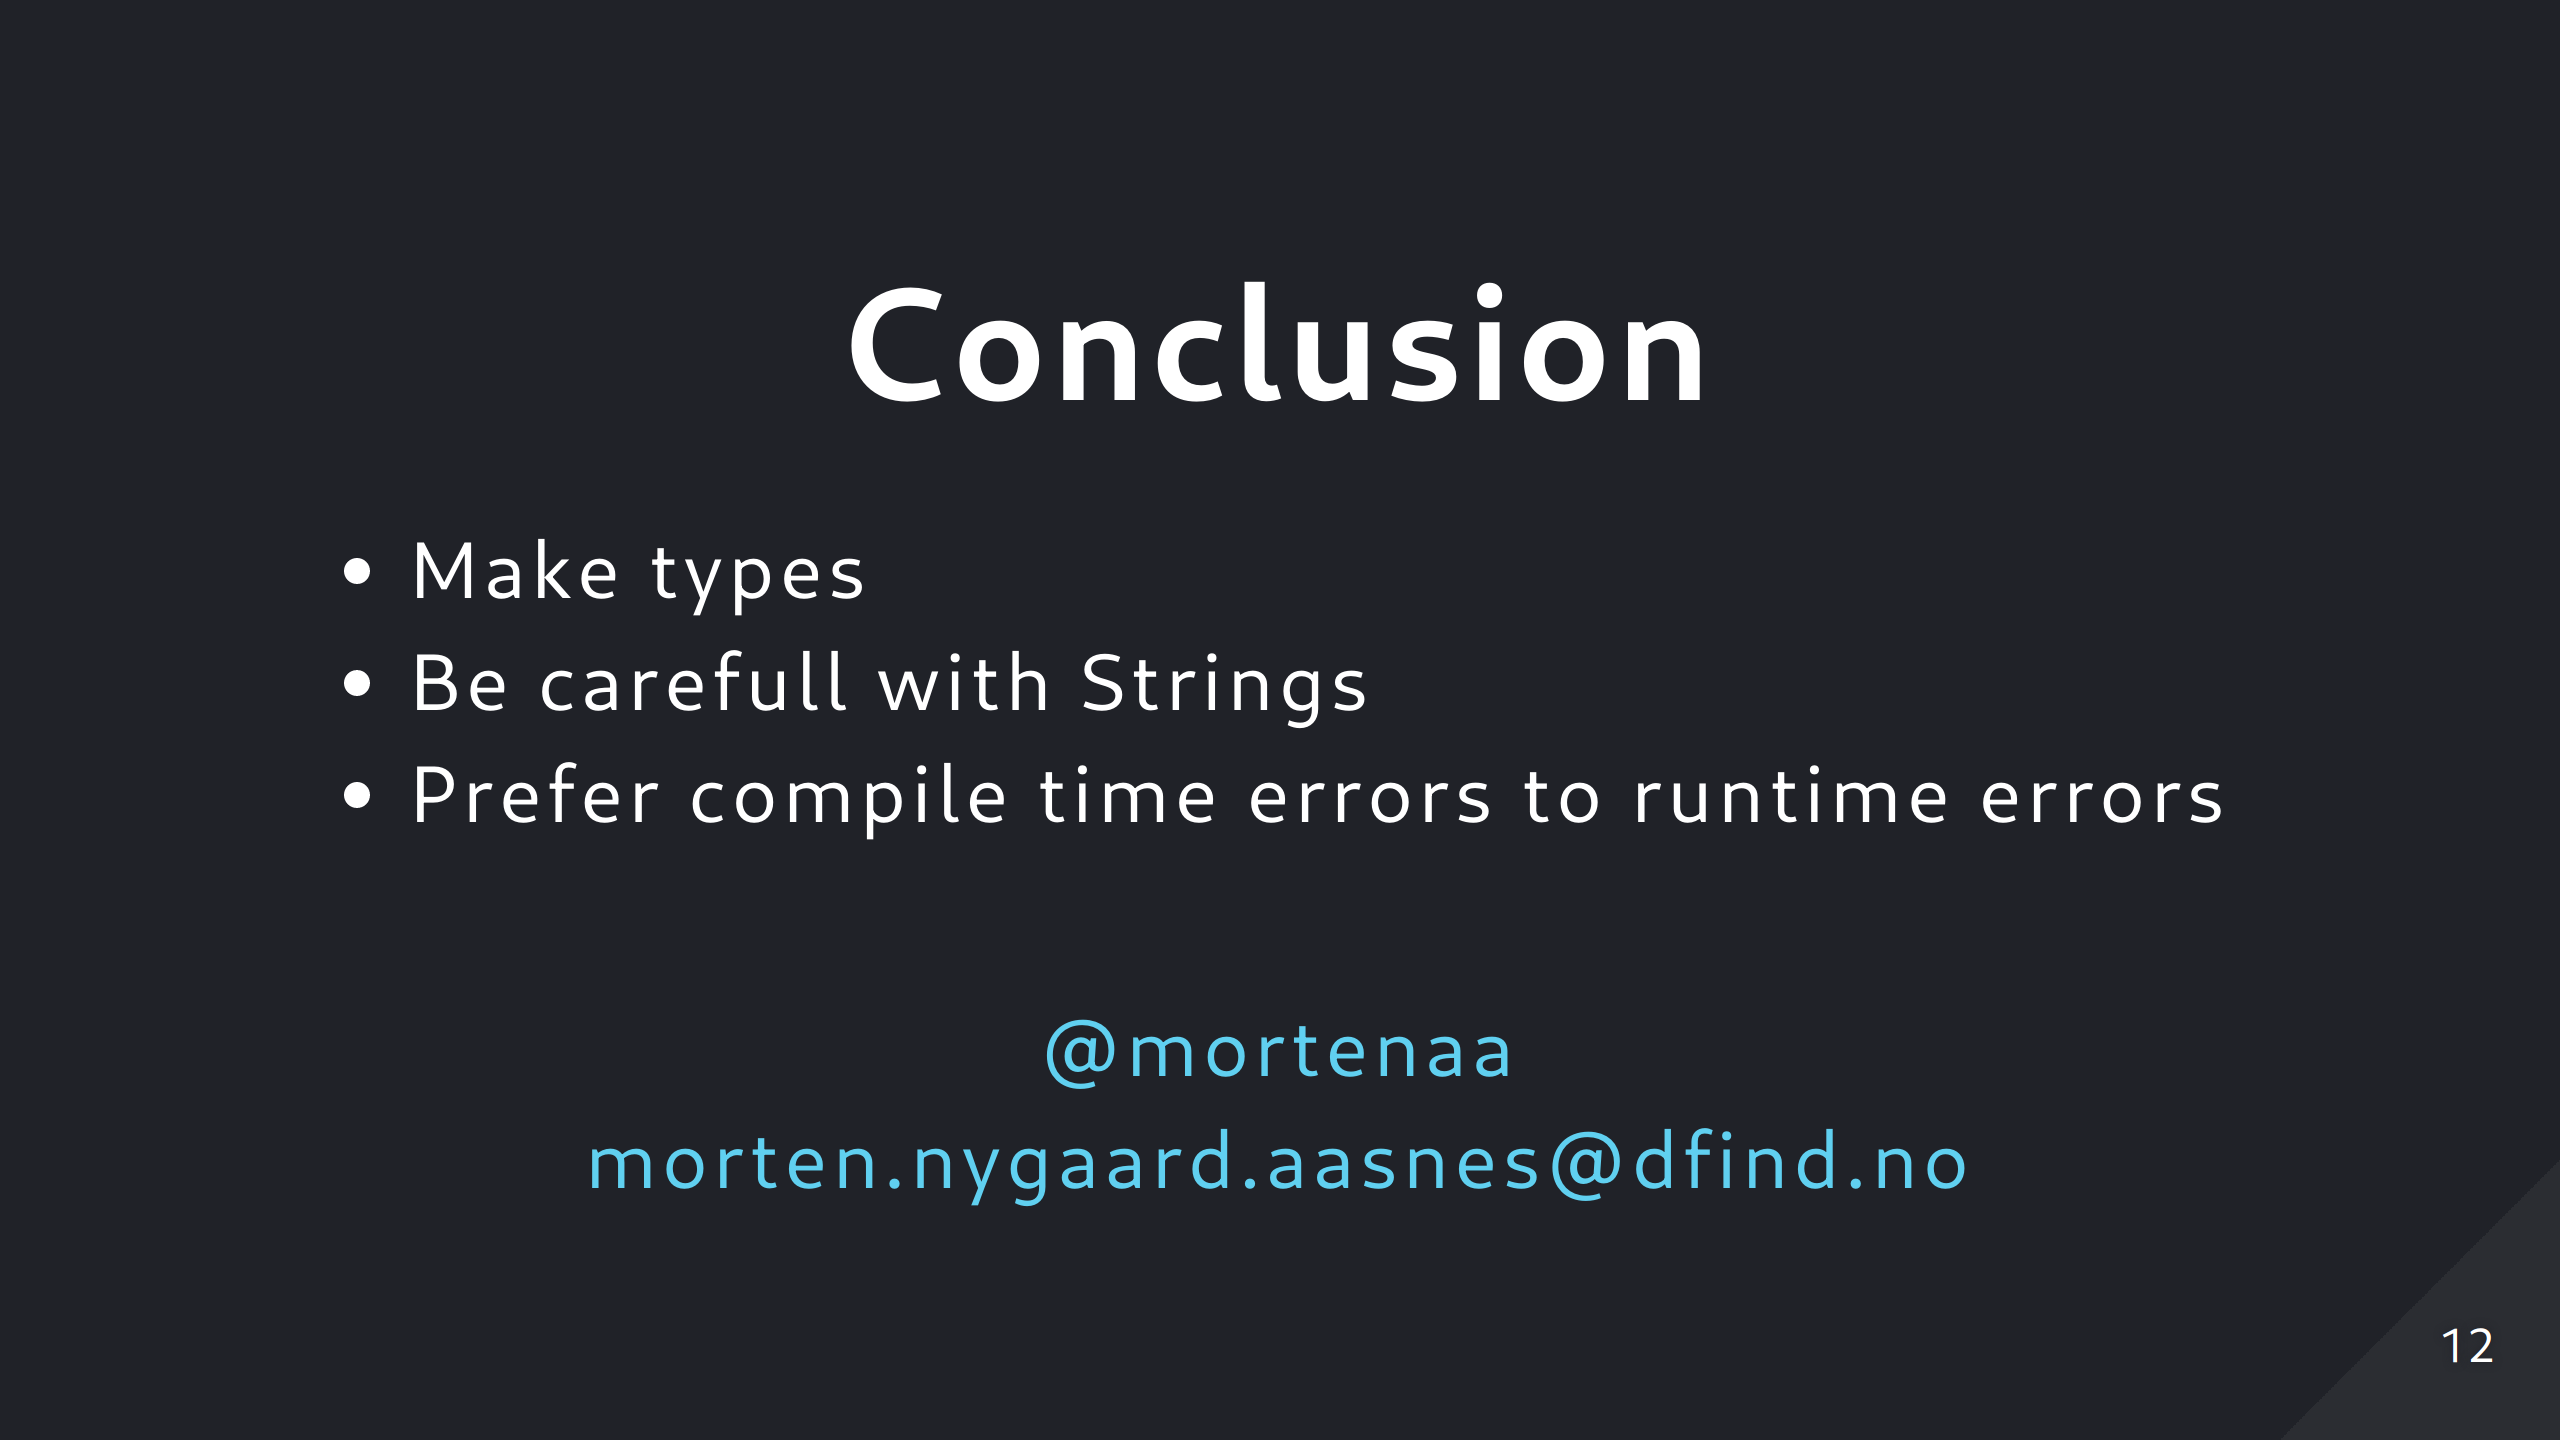 Conclusion
• Make types
• Be carefull with Strings
• Prefer compile time errors to runtime errors
@mortenaa
morten.nygaard.aasnes@dfind.no
12